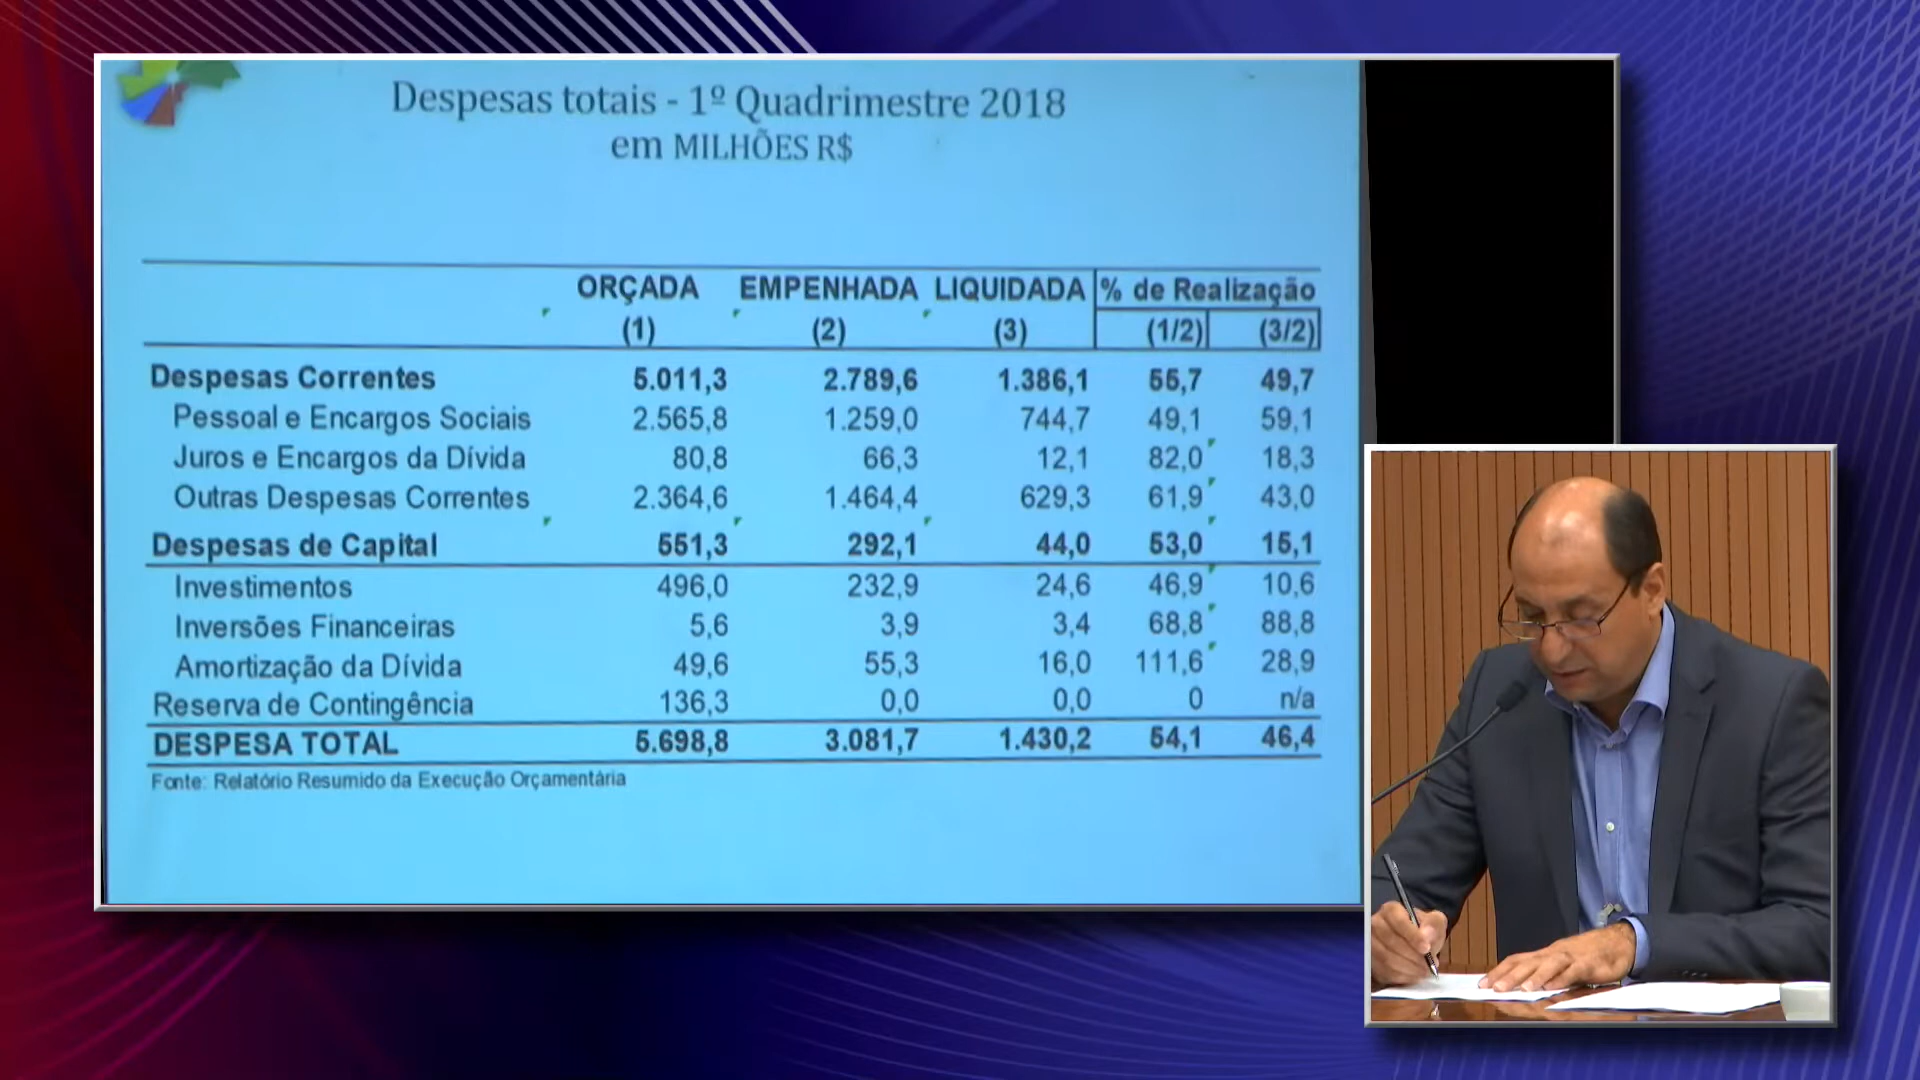 Despesas totais - 1º Quadrimestre 2018
em MILHÕES R$
ORÇADA EMPENHADA LIQUIDADA % de Realização
(1) (2) (3) (1/2) (3/2)
Despesas Correntes 5.011,3 2.789,6 1.386,1 55,7 49,7
Pessoal e Encargos Sociais 2.565,8 1.259,0 744,7 49,1 59,1
Juros e Encargos da Dívida 80,8 66,3 12,1 82,0 18,3
Outras Despesas Correntes 2.364,6 1.464,4 629,3 61,9 43,0
Despesas de Capital 551,3 292,1 44,0 53,0 15,1
Investimentos 496,0 232,9 24,6 46,9 10,6
Inversões Financeiras 5,6 3,9 3,4 68,8 88,8
Amortização da Dívida 49,6 55,3 16,0 111,6 28,9
Reserva de Contingência 136,3 0,0 0,0 0 n/a
DESPESA TOTAL 5.698,8 3.081,7 1.430,2 54,1 46,4
Fonte: Relatório Resumido da Execução Orçamentária